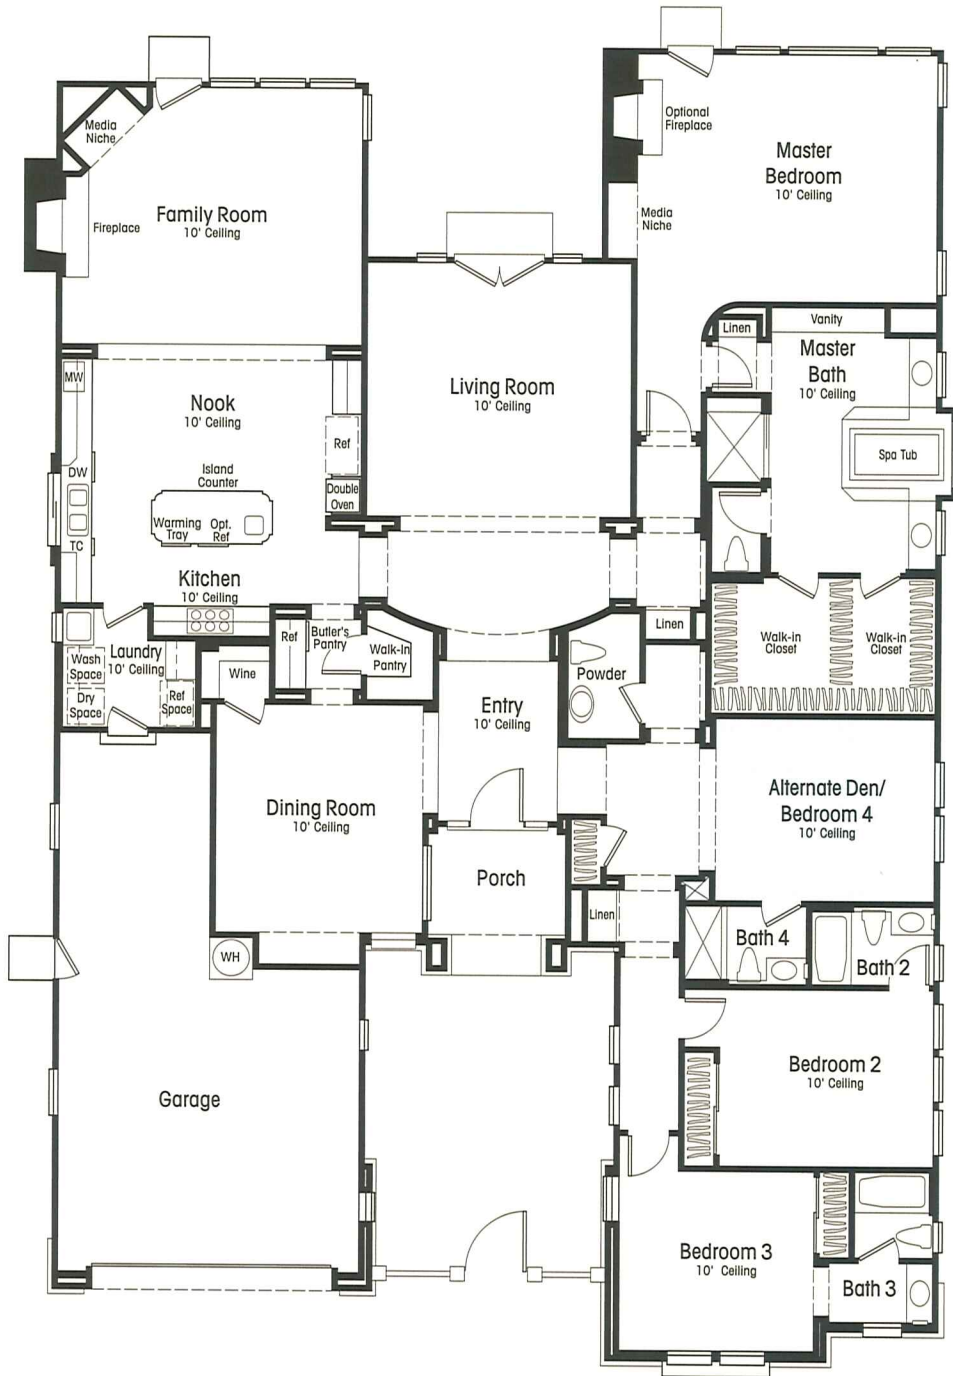 Media
Niche
Family Room
10' Ceiling
Fireplace
Optional
Fireplace
Master
Bedroom
10' Ceiling
Media
Niche
Linen
Vanity
Master
Bath
10' Ceiling
Spa Tub
Living Room
10' Ceiling
MW
Nook
10' Ceiling
Ref
DW
Island
Counter
Double
Oven
Warming
Tray
Opt.
Ref
TC
Kitchen
10' Ceiling
Laundry
10' Ceiling
Wash
Space
Dry
Space
Ref
Space
Wine
Ref
Butler's
Pantry
Walk-In
Pantry
Linen
Powder
Walk-in
Closet
Walk-in
Closet
Entry
10' Ceiling
Dining Room
10' Ceiling
Alternate Den/
Bedroom 4
10' Ceiling
Porch
Linen
Bath 4
Bath 2
WH
Bedroom 2
10' Ceiling
Garage
Bedroom 3
10' Ceiling
Bath 3